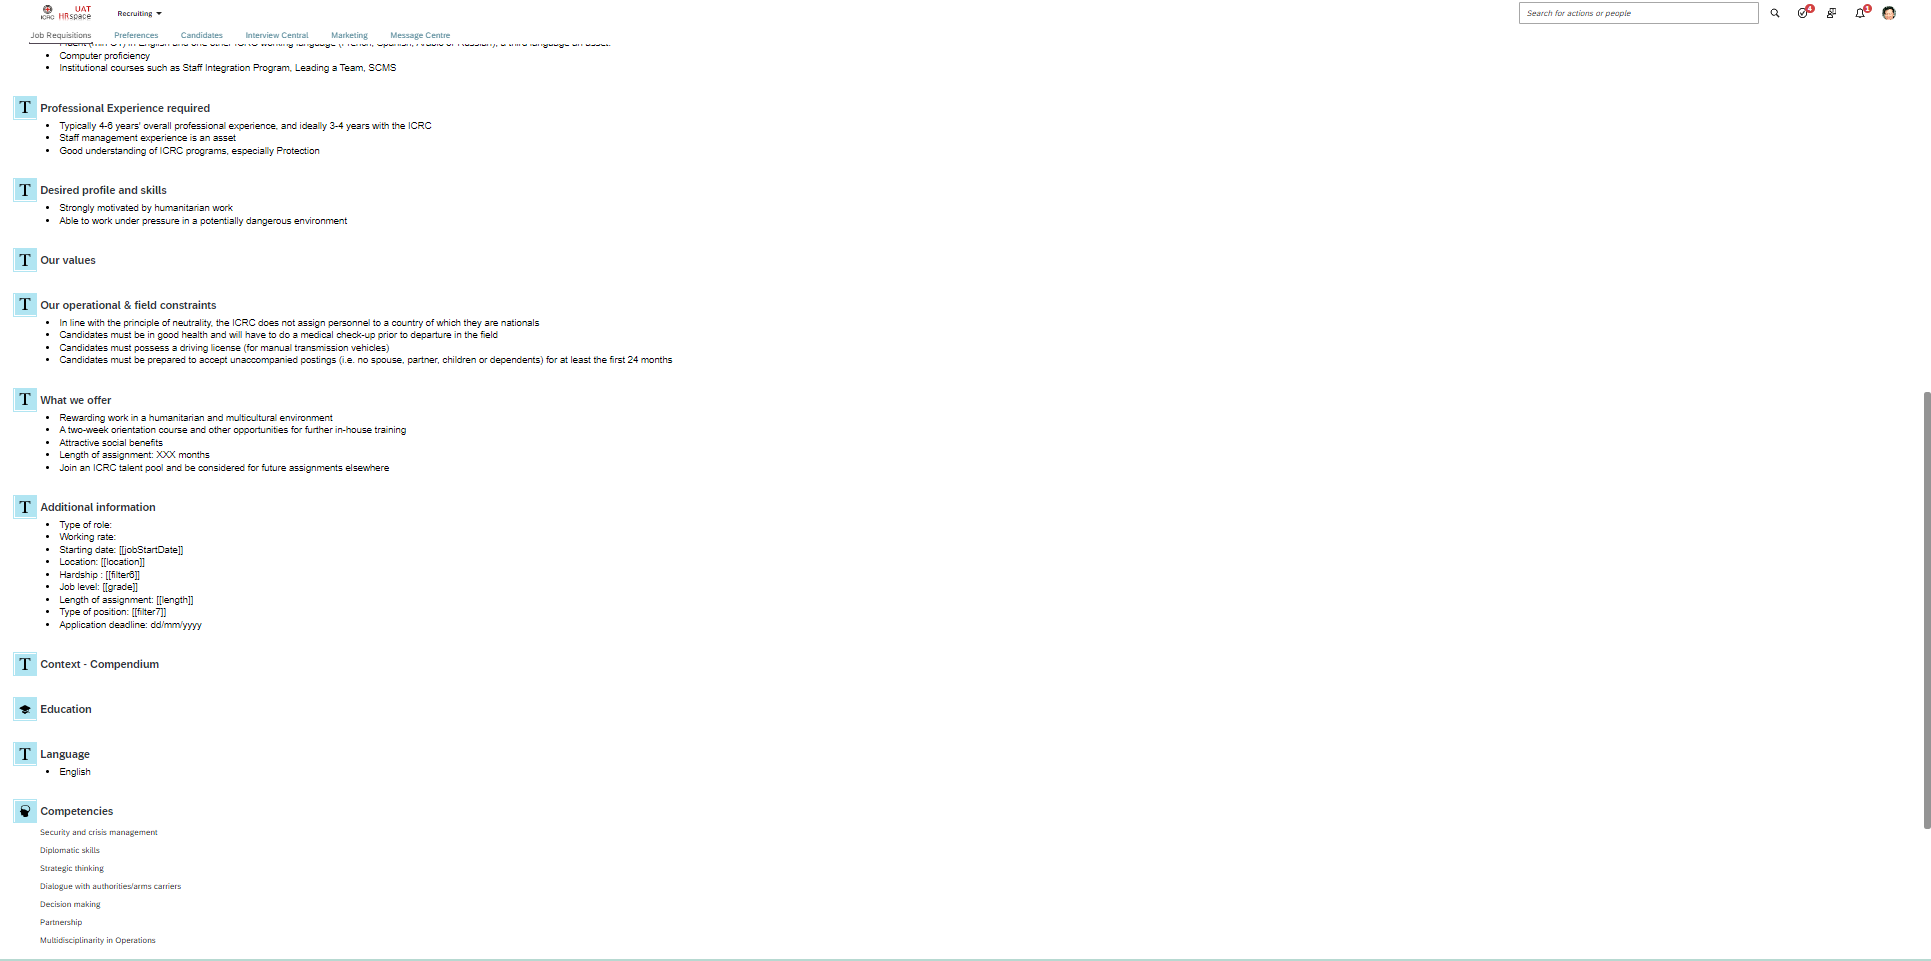 ICRC
UAT
HRspace
Recruiting
Search for actions or people
4
1
Job Requisitions
Preferences
Candidates
Interview Central
Marketing
Message Centre
Computer proficiency
Institutional courses such as Staff Integration Program, Leading a Team, SCMS
T Professional Experience required
Typically 4-6 years' overall professional experience, and ideally 3-4 years with the ICRC
Staff management experience is an asset
Good understanding of ICRC programs, especially Protection
T Desired profile and skills
Strongly motivated by humanitarian work
Able to work under pressure in a potentially dangerous environment
T Our values
T Our operational & field constraints
In line with the principle of neutrality, the ICRC does not assign personnel to a country of which they are nationals
Candidates must be in good health and will have to do a medical check-up prior to departure in the field
Candidates must possess a driving license (for manual transmission vehicles)
Candidates must be prepared to accept unaccompanied postings (i.e. no spouse, partner, children or dependents) for at least the first 24 months
T What we offer
Rewarding work in a humanitarian and multicultural environment
A two-week orientation course and other opportunities for further in-house training
Attractive social benefits
Length of assignment: XXX months
Join an ICRC talent pool and be considered for future assignments elsewhere
T Additional information
Type of role:
Working rate:
Starting date: [[jobStartDate]]
Location: [[location]]
Hardship : [[filter6]]
Job level: [[grade]]
Length of assignment: [[length]]
Type of position: [[filter7]]
Application deadline: dd/mm/yyyy
T Context - Compendium
Education
T Language
English
Competencies
Security and crisis management
Diplomatic skills
Strategic thinking
Dialogue with authorities/arms carriers
Decision making
Partnership
Multidisciplinarity in Operations